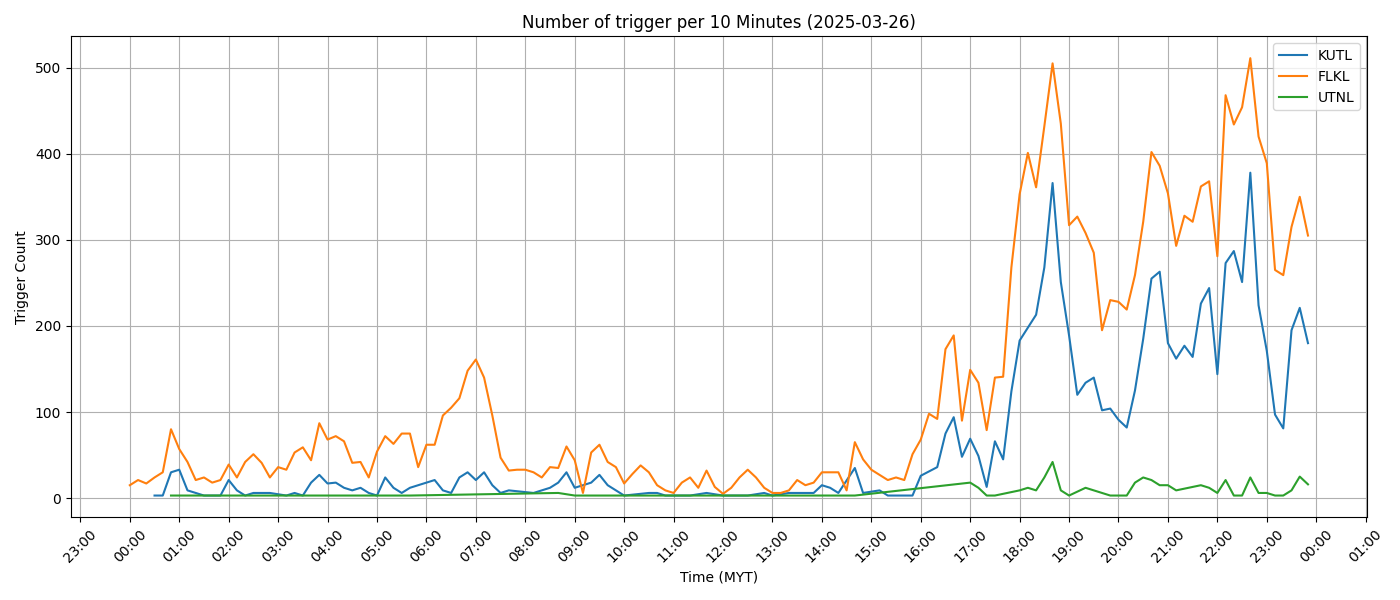 Number of trigger per 10 Minutes (2025-03-26)
KUTL
FLKL
UTNL
Trigger Count
500
400
300
200
100
0
23:00 00:00 01:00 02:00 03:00 04:00 05:00 06:00 07:00 08:00 09:00 10:00 11:00 12:00 13:00 14:00 15:00 16:00 17:00 18:00 19:00 20:00 21:00 22:00 23:00 00:00 01:00
Time (MYT)